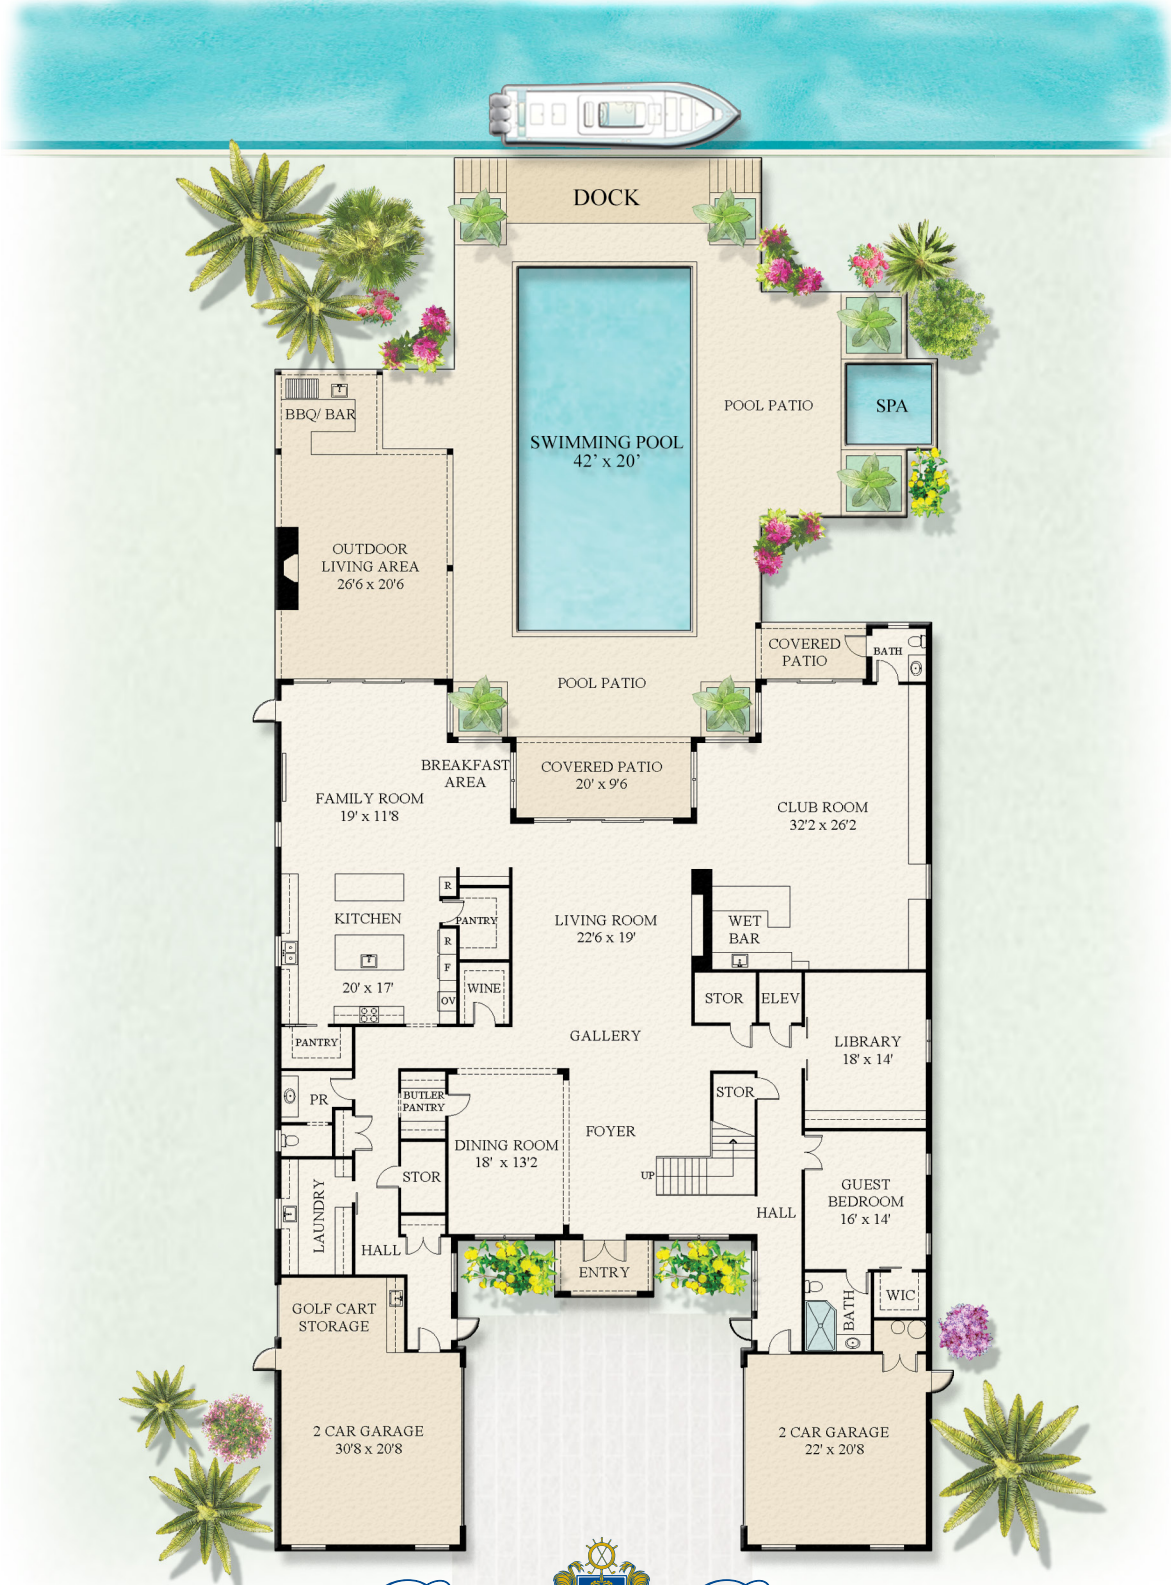 DOCK
POOL PATIO
SPA
BBQ/ BAR
SWIMMING POOL
42’ x 20’
OUTDOOR
LIVING AREA
26'6 x 20'6
COVERED
PATIO
BATH
POOL PATIO
BREAKFAST
AREA
COVERED PATIO
20' x 9'6
FAMILY ROOM
19' x 11'8
CLUB ROOM
32'2 x 26'2
R
KITCHEN
PANTRY
LIVING ROOM
22'6 x 19'
WET
BAR
R
F
20' x 17'
OV
WINE
STOR
ELEV
GALLERY
PANTRY
LIBRARY
18' x 14'
PR
BUTLER
PANTRY
STOR
FOYER
DINING ROOM
18' x 13'2
UP
STOR
GUEST
BEDROOM
16' x 14'
LAUNDRY
HALL
HALL
ENTRY
WIC
BATH
GOLF CART
STORAGE
2 CAR GARAGE
30'8 x 20'8
2 CAR GARAGE
22' x 20'8